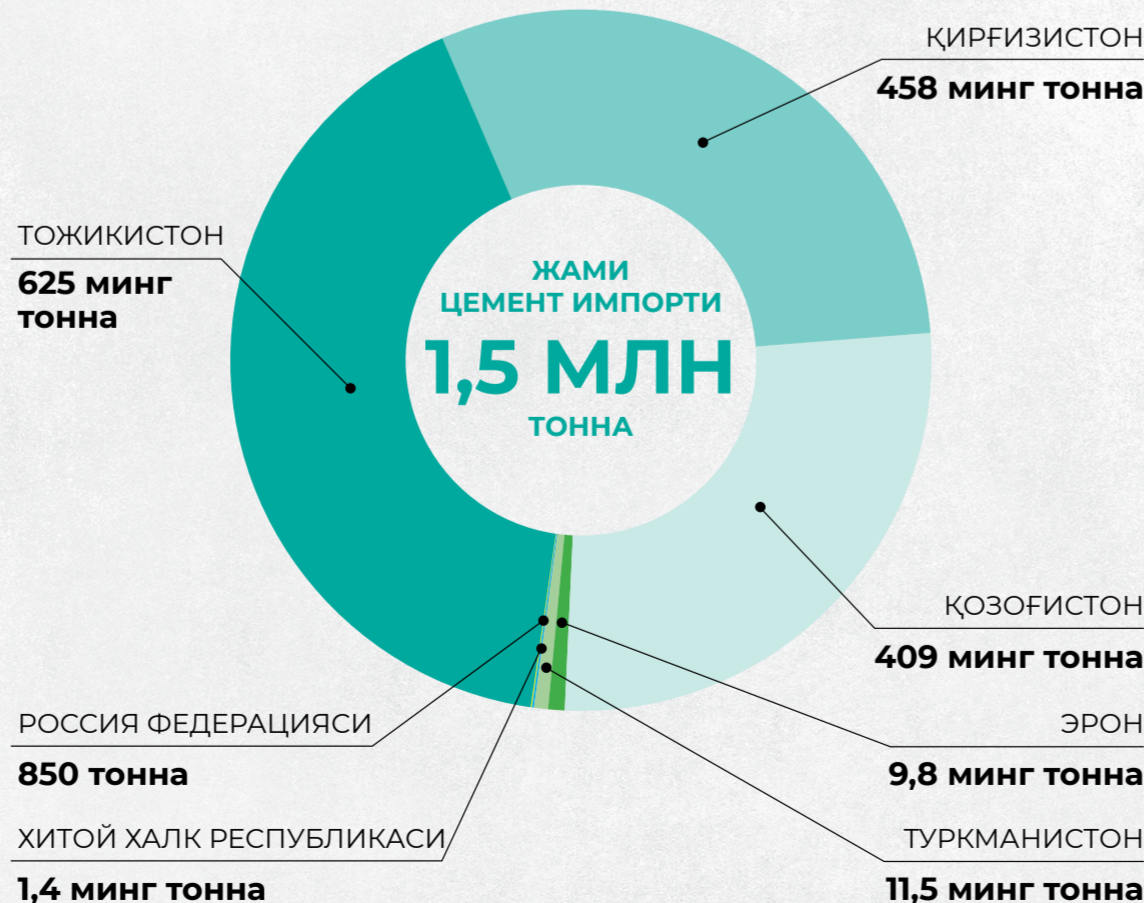 ҚИРҒИЗИСТОН
458 минг тонна
ТОЖИКИСТОН
625 минг
тонна
ЖАМИ
ЦЕМЕНТ ИМПОРТИ
1,5 МЛН
ТОННА
ҚОЗОҒИСТОН
409 минг тонна
РОССИЯ ФЕДЕРАЦИЯСИ
850 тонна
ЭРОН
9,8 минг тонна
ХИТОЙ ХАЛК РЕСПУБЛИКАСИ
1,4 минг тонна
ТУРКМАНИСТОН
11,5 минг тонна